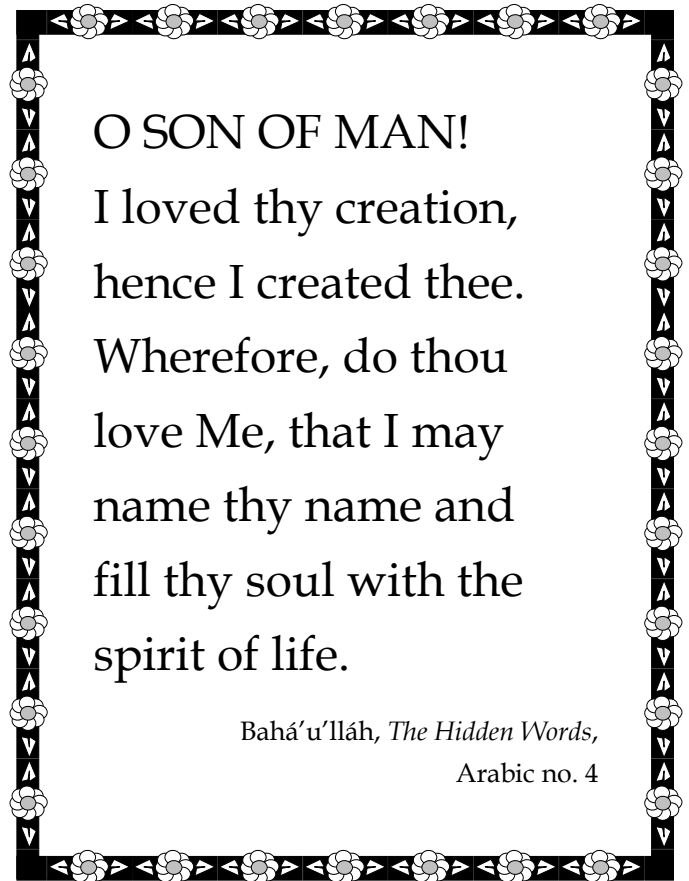 O SON OF MAN!
I loved thy creation,
hence I created thee.
Wherefore, do thou
love Me, that I may
name thy name and
fill thy soul with the
spirit of life.
Bahá’u’lláh, The Hidden Words,
Arabic no. 4